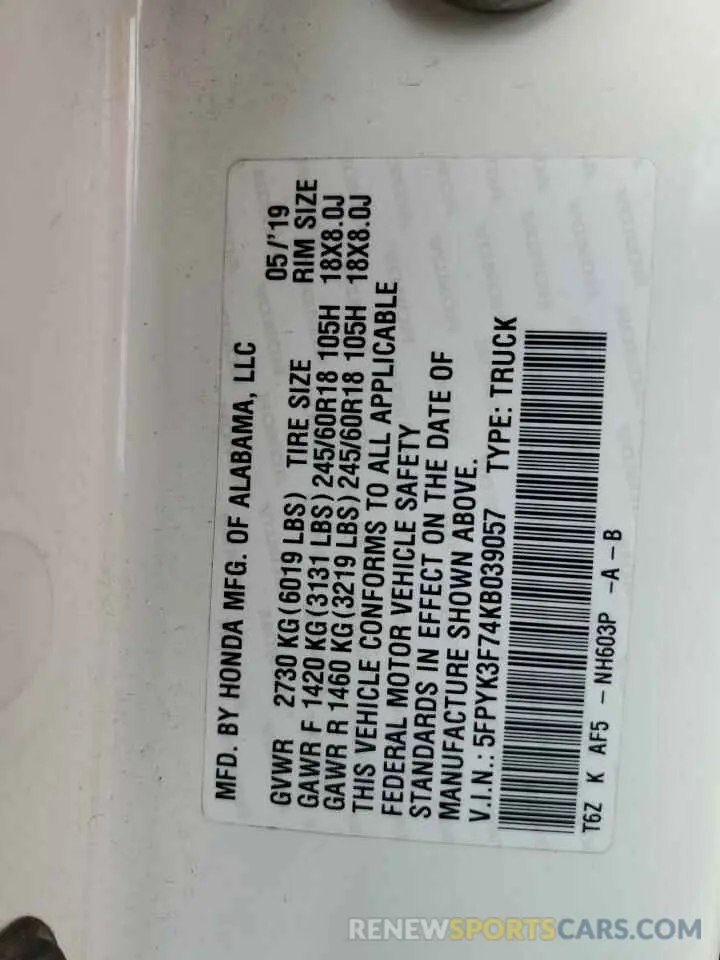 MFD. BY HONDA MFG. OF ALABAMA, LLC 05/'19
GVWR 2730 KG(6019 LBS) TIRE SIZE RIM SIZE
GAWR F 1420 KG(3131 LBS) 245/60R18 105H 18X8.0J
GAWR R 1460 KG(3219 LBS) 245/60R18 105H 18X8.0J
THIS VEHICLE CONFORMS TO ALL APPLICABLE
FEDERAL MOTOR VEHICLE SAFETY
STANDARDS IN EFFECT ON THE DATE OF
MANUFACTURE SHOWN ABOVE.
V.I.N.: 5FPYK3F74KB039057 TYPE: TRUCK
T6Z K AF5 - NH603P -A-B
RENEWSPORTSCARS.COM